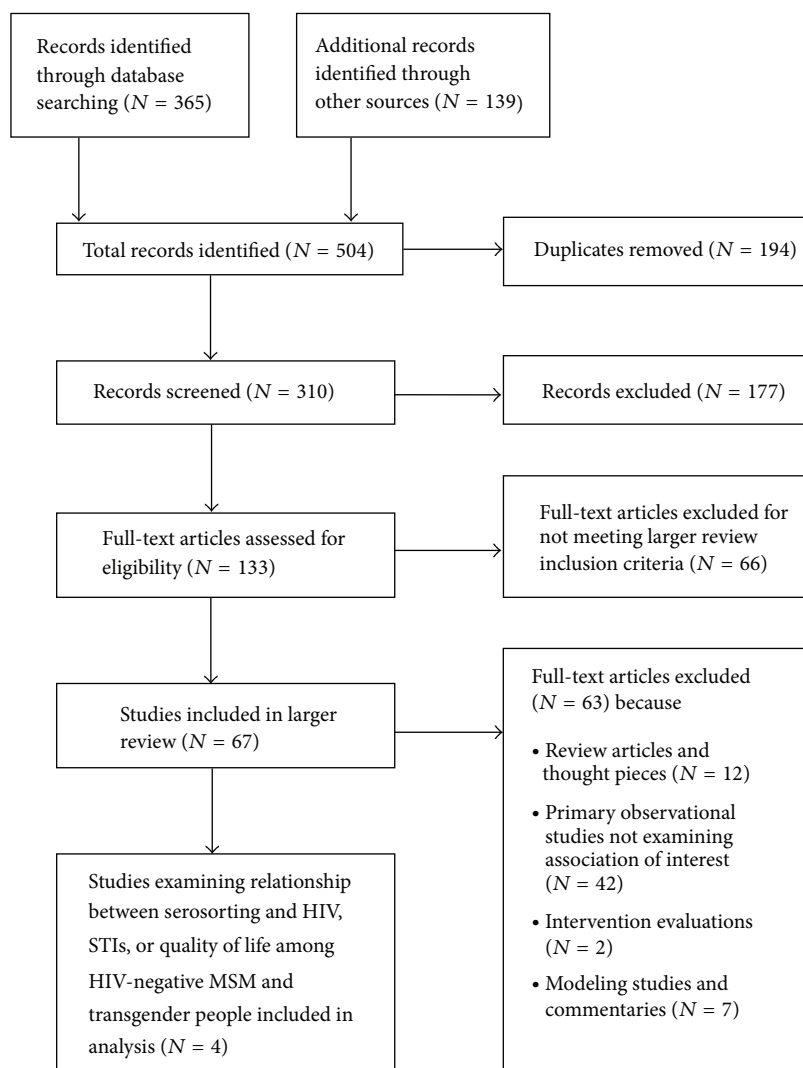 Records identified
through database
searching (N = 365)
Additional records
identified through
other sources (N = 139)
Total records identified (N = 504)
Duplicates removed (N = 194)
Records screened (N = 310)
Records excluded (N = 177)
Full-text articles assessed for
eligibility (N = 133)
Full-text articles excluded for
not meeting larger review
inclusion criteria (N = 66)
Studies included in larger
review (N = 67)
Full-text articles excluded
(N = 63) because
• Review articles and
thought pieces (N = 12)
• Primary observational
studies not examining
association of interest
(N = 42)
• Intervention evaluations
(N = 2)
• Modeling studies and
commentaries (N = 7)
Studies examining relationship
between serosorting and HIV,
STIs, or quality of life among
HIV-negative MSM and
transgender people included in
analysis (N = 4)